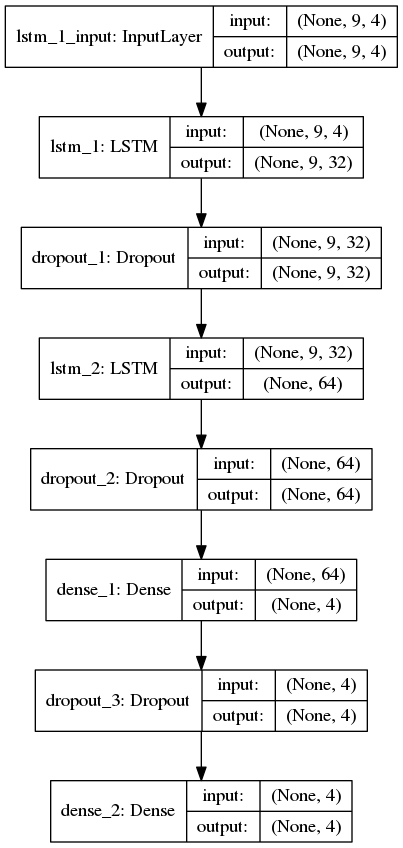 lstm_1_input: InputLayer
input: (None, 9, 4)
output: (None, 9, 4)
lstm_1: LSTM
input: (None, 9, 4)
output: (None, 9, 32)
dropout_1: Dropout
input: (None, 9, 32)
output: (None, 9, 32)
lstm_2: LSTM
input: (None, 9, 32)
output: (None, 64)
dropout_2: Dropout
input: (None, 64)
output: (None, 64)
dense_1: Dense
input: (None, 64)
output: (None, 4)
dropout_3: Dropout
input: (None, 4)
output: (None, 4)
dense_2: Dense
input: (None, 4)
output: (None, 4)